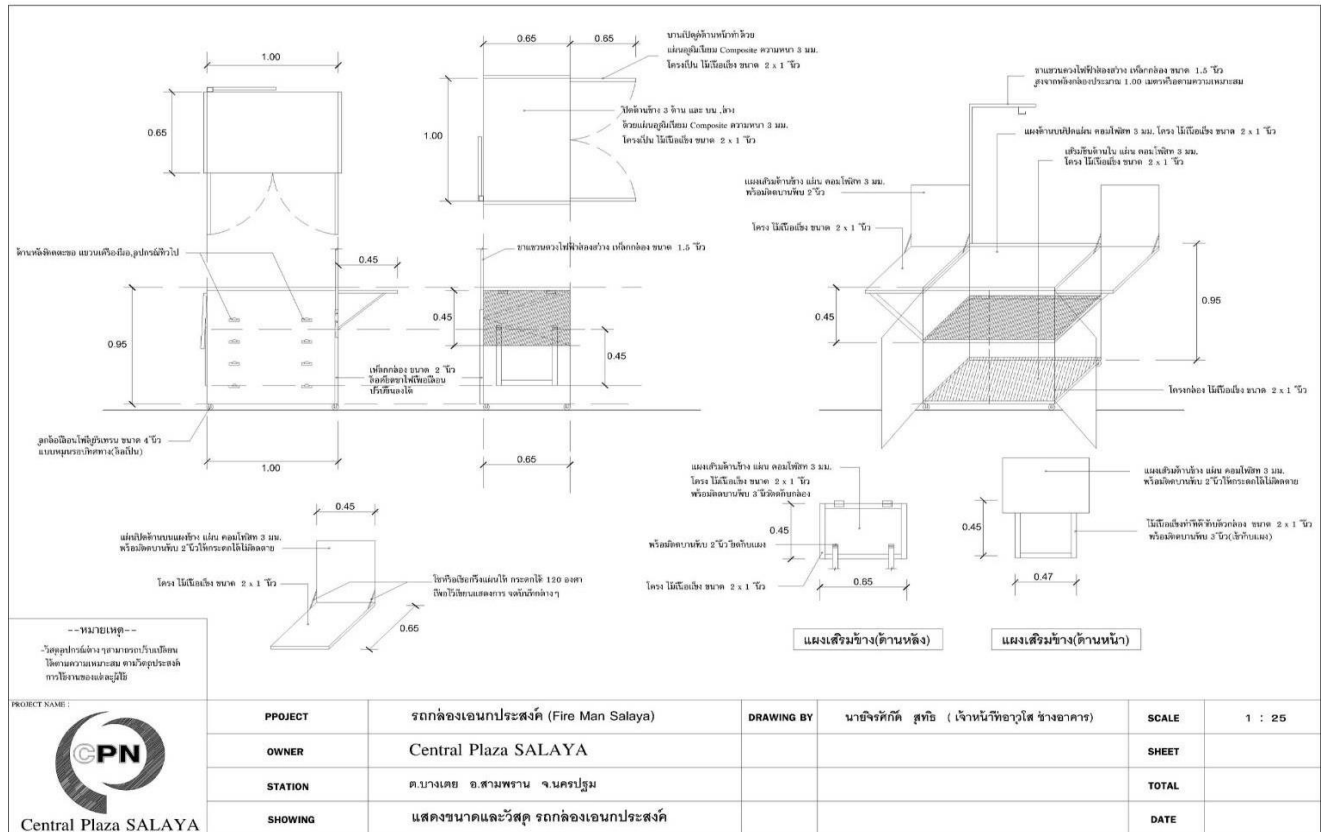 1.00
0.65
0.65
0.65
1.00
บานเปิดคู่ด้านหน้าทำด้วย
แผ่นอลูมิเนียม Composite ความหนา 3 มม.
โครงเป็น ไม้เนื้อแข็ง ขนาด 2 x 1 "นิ้ว
ปิดด้านข้าง 3 ด้าน และ บน ,ล่าง
ด้วยแผ่นอลูมิเนียม Composite ความหนา 3 มม.
โครงเป็น ไม้เนื้อแข็ง ขนาด 2 x 1 "นิ้ว
ขาแขวนดวงไฟฟ้าส่องสว่าง เหล็กกล่อง ขนาด 1.5 "นิ้ว
สูงจากหลังกล่องประมาณ 1.00 เมตรหรือตามความเหมาะสม
แผงด้านบนปิดแผ่น คอมโพสิท 3 มม. โครง ไม้เนื้อแข็ง ขนาด 2 x 1 "นิ้ว
เสริมชั้นด้านใน แผ่น คอมโพสิท 3 มม.
โครง ไม้เนื้อแข็ง ขนาด 2 x 1 "นิ้ว
แผงเสริมด้านข้าง แผ่น คอมโพสิท 3 มม.
พร้อมติดบานพับ 2"นิ้ว
โครง ไม้เนื้อแข็ง ขนาด 2 x 1 "นิ้ว
ด้านหลังติดตะขอ แขวนเครื่องมือ,อุปกรณ์ทั่วไป
ขาแขวนดวงไฟฟ้าส่องสว่าง เหล็กกล่อง ขนาด 1.5 "นิ้ว
0.45
0.95
0.45
0.45
0.45
0.95
เหล็กกล่อง ขนาด 2 "นิ้ว
ปรับขึ้นลงได้
โครงกล่อง ไม้เนื้อแข็ง ขนาด 2 x 1 "นิ้ว
ลูกล้อเลื่อนโพลียูริเทรน ขนาด 4"นิ้ว
แบบหมุนรอบทิศทาง(ล้อเป็น)
1.00
0.65
0.45
แผ่นปิดด้านบนแผงข้าง แผ่น คอมโพสิท 3 มม.
พร้อมติดบานพับ 2"นิ้วให้กระดกได้ไม่ติดตาย
โครง ไม้เนื้อแข็ง ขนาด 2 x 1 "นิ้ว
โซ่หรือเชือกรั้งแผ่นให้ กระดกได้ 120 องศา
เพื่อไว้เขียนแสดงการ จดบันทึกต่าง ๆ
0.65
แผงเสริมด้านข้าง แผ่น คอมโพสิท 3 มม.
โครง ไม้เนื้อแข็ง ขนาด 2 x 1 "นิ้ว
พร้อมติดบานพับ 3"นิ้วติดกับกล่อง
0.45
พร้อมติดบานพับ 2"นิ้ว ยึดกับแผง
โครง ไม้เนื้อแข็ง ขนาด 2 x 1 "นิ้ว
0.65
แผงเสริมข้าง(ด้านหลัง)
แผงเสริมด้านข้าง แผ่น คอมโพสิท 3 มม.
พร้อมติดบานพับ 2"นิ้วให้กระดกได้ไม่ติดตาย
0.45
ไม้เนื้อแข็งทำที่ค้ำกับตัวกล่อง ขนาด 2 x 1 "นิ้ว
พร้อมติดบานพับ 3"นิ้ว(เข้ากับแผง)
0.47
แผงเสริมข้าง(ด้านหน้า)
--หมายเหตุ--
-วัสดุอุปกรณ์ต่าง ๆสามารถปรับเปลี่ยน
ได้ตามความเหมาะสม ตามวัตถุประสงค์
การใช้งานของแต่ละผู้ใช้
PROJECT NAME :
CPN
Central Plaza SALAYA
PPOJECT
รถกล่องเอนกประสงค์ (Fire Man Salaya)
DRAWING BY
นายจิรศักดิ์ สุทธิ ( เจ้าหน้าที่อาวุโส ช่างอาคาร)
SCALE
1 : 25
OWNER
Central Plaza SALAYA
SHEET
STATION
ต.บางเตย อ.สามพราน จ.นครปฐม
TOTAL
SHOWING
แสดงขนาดและวัสดุ รถกล่องเอนกประสงค์
DATE